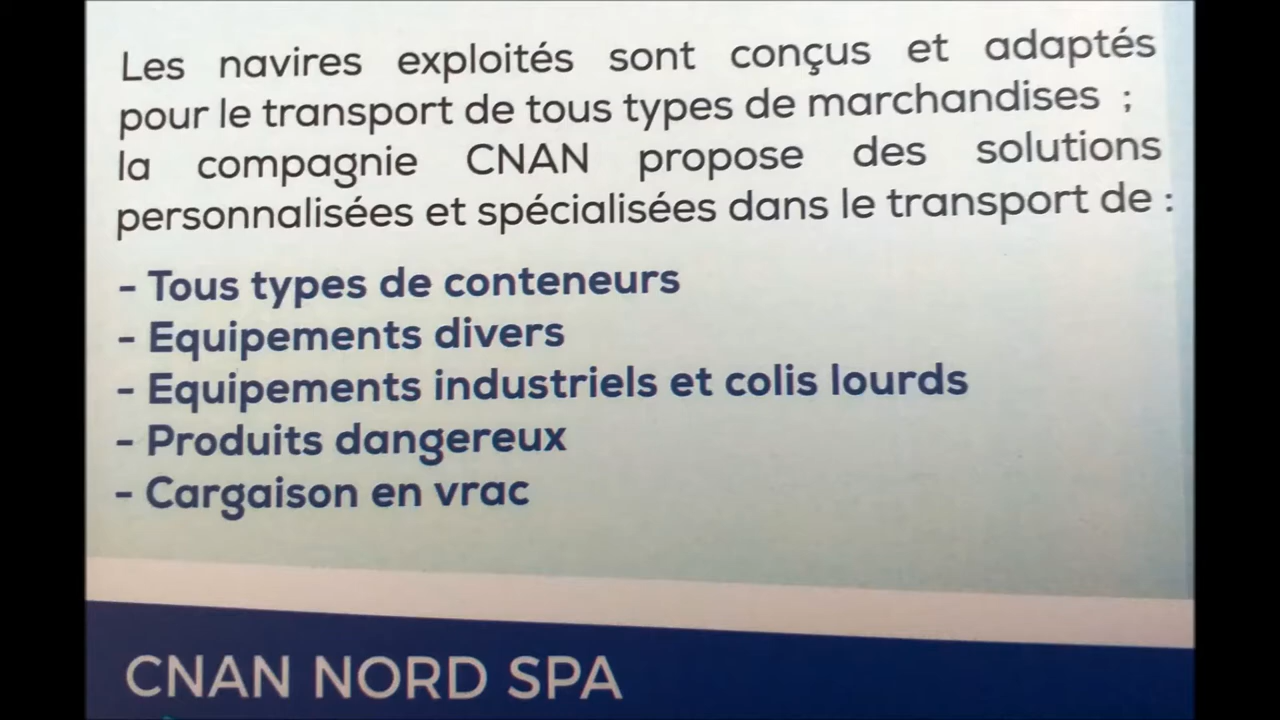 Les navires exploités sont conçus et adaptés
pour le transport de tous types de marchandises ;
la compagnie CNAN propose des solutions
personnalisées et spécialisées dans le transport de :
- Tous types de conteneurs
- Equipements divers
- Equipements industriels et colis lourds
- Produits dangereux
- Cargaison en vrac
CNAN NORD SPA